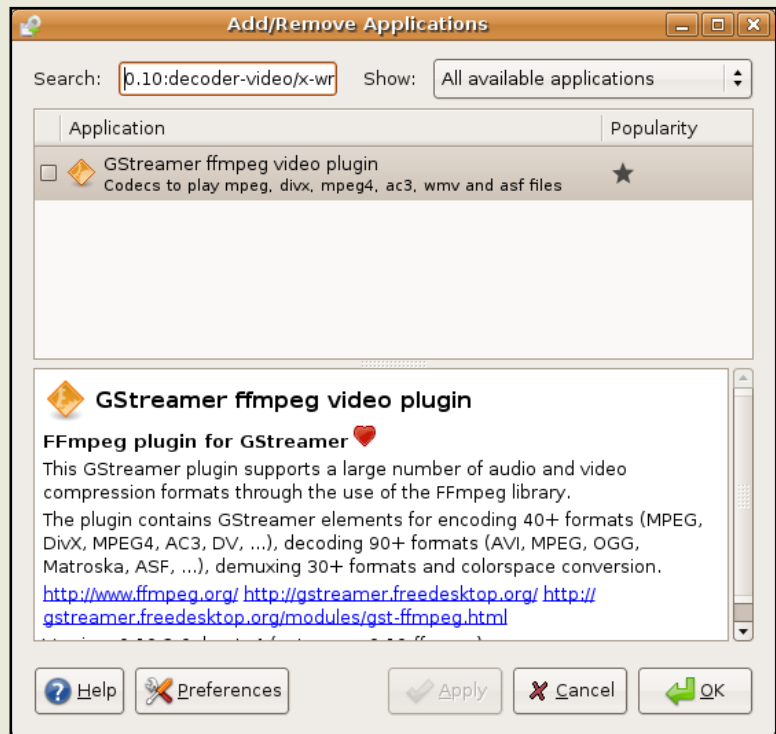 Add/Remove Applications
Search: 0.10:decoder-video/x-wr Show: All available applications
Application Popularity
GStreamer ffmpeg video plugin
Codecs to play mpeg, divx, mpeg4, ac3, wmv and asf files
GStreamer ffmpeg video plugin
FFmpeg plugin for GStreamer
This GStreamer plugin supports a large number of audio and video
compression formats through the use of the FFmpeg library.
The plugin contains GStreamer elements for encoding 40+ formats (MPEG,
DivX, MPEG4, AC3, DV, ...), decoding 90+ formats (AVI, MPEG, OGG,
Matroska, ASF, ...), demuxing 30+ formats and colorspace conversion.
http://www.ffmpeg.org/ http://gstreamer.freedesktop.org/ http://
gstreamer.freedesktop.org/modules/gst-ffmpeg.html
Help Preferences Apply Cancel OK